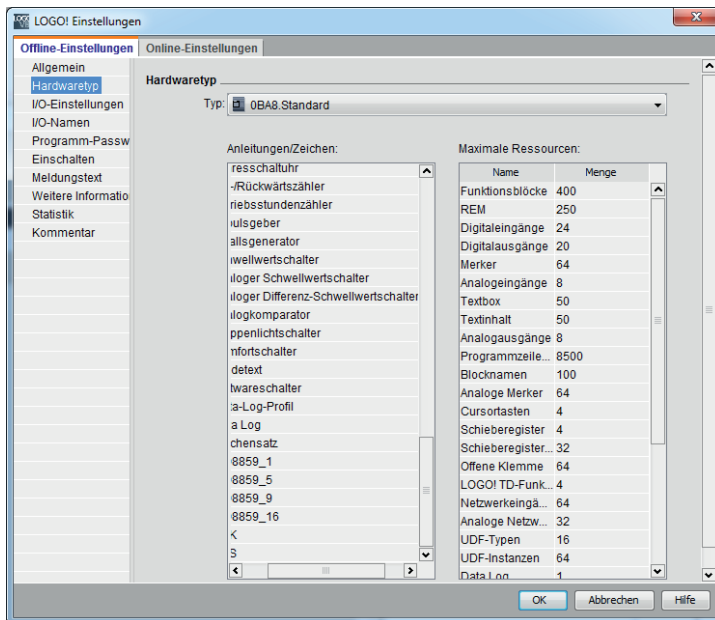 LOGO! Einstellungen
Offline-Einstellungen Online-Einstellungen
Allgemein
Hardwaretyp
I/O-Einstellungen
I/O-Namen
Programm-Passw
Einschalten
Meldungstext
Weitere Informatio
Statistik
Kommentar
Hardwaretyp
Typ: 0BA8.Standard
Anleitungen/Zeichen:
resschaltuhr
-/Rückwärtszähler
riebsstundenzähler
ulsgeber
allsgenerator
wellwertschalter
loger Schwellwertschalter
loger Differenz-Schwellwertschalter
logkomparator
ppenlichtschalter
nfortschalter
detext
twareschalter
a-Log-Profil
a Log
chensatz
8859_1
8859_5
8859_9
8859_16
K
S
Maximale Ressourcen:
Name Menge
Funktionsblöcke 400
REM 250
Digitaleingänge 24
Digitalausgänge 20
Merker 64
Analogeingänge 8
Textbox 50
Textinhalt 50
Analogausgänge 8
Programmzeile... 8500
Blocknamen 100
Analoge Merker 64
Cursortasten 4
Schieberegister 4
Schieberegister... 32
Offene Klemme 64
LOGO! TD-Funk... 4
Netzwerkeingä... 64
Analoge Netzw... 32
UDF-Typen 16
UDF-Instanzen 64
Data Log 1
OK Abbrechen Hilfe